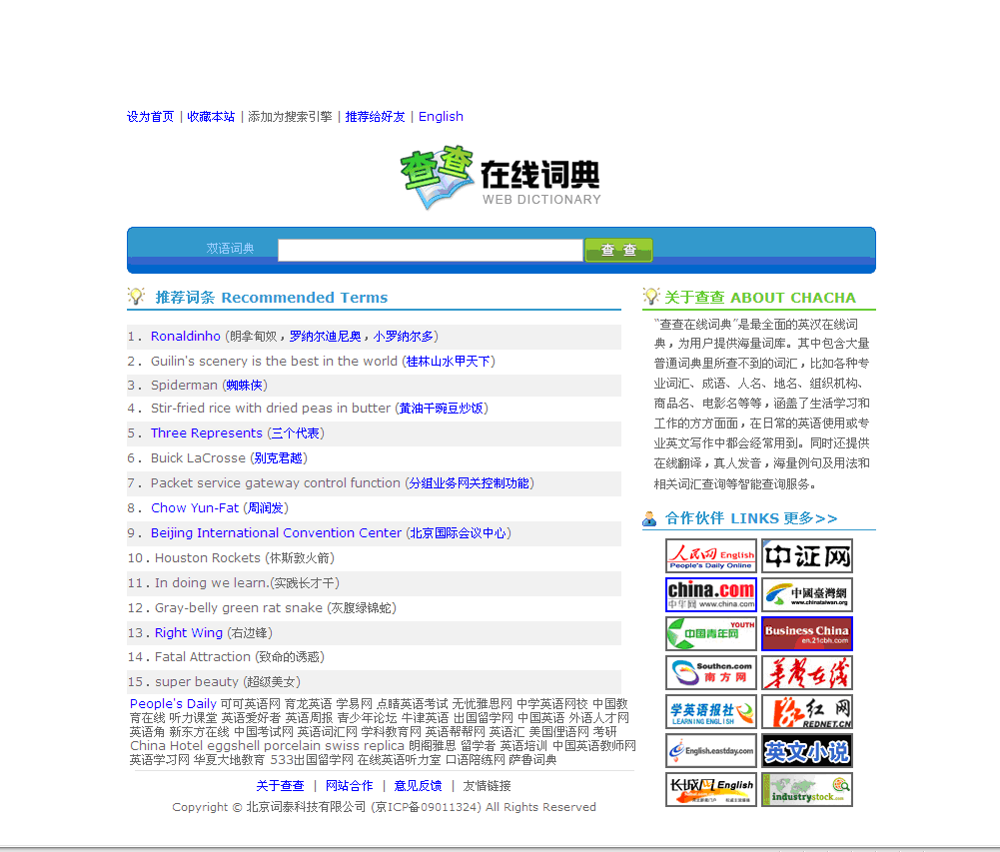 设为首页 | 收藏本站 | 添加为搜索引擎 | 推荐给好友 | English
查查 在线词典
WEB DICTIONARY
双语词典 查 查
推荐词条 Recommended Terms
1. Ronaldinho (朗拿甸奴，罗纳尔迪尼奥，小罗纳尔多)
2. Guilin's scenery is the best in the world (桂林山水甲天下)
3. Spiderman (蜘蛛侠)
4. Stir-fried rice with dried peas in butter (黄油干豌豆炒饭)
5. Three Represents (三个代表)
6. Buick LaCrosse (别克君越)
7. Packet service gateway control function (分组业务网关控制功能)
8. Chow Yun-Fat (周润发)
9. Beijing International Convention Center (北京国际会议中心)
10. Houston Rockets (休斯敦火箭)
11. In doing we learn.(实践长才干)
12. Gray-belly green rat snake (灰腹绿锦蛇)
13. Right Wing (右边锋)
14. Fatal Attraction (致命的诱惑)
15. super beauty (超级美女)
People's Daily 可可英语网 育龙英语 学易网 点睛英语考试 无忧雅思网 中学英语网校 中国教
育在线 听力课堂 英语爱好者 英语周报 青少年论坛 牛津英语 出国留学网 中国英语 外语人才网
英语角 新东方在线 中国考试网 英语词汇网 学科教育网 英语帮帮网 英语汇 美国俚语网 考研
China Hotel eggshell porcelain swiss replica 朗阁雅思 留学者 英语培训 中国英语教师网
英语学习网 华夏大地教育 533出国留学网 在线英语听力室 口语陪练网 萨鲁词典
关于查查 | 网站合作 | 意见反馈 | 友情链接
Copyright © 北京词泰科技有限公司 (京ICP备09011324) All Rights Reserved
关于查查 ABOUT CHACHA
“查查在线词典”是最全面的英汉在线词
典，为用户提供海量词库。其中包含大量
普通词典里所查不到的词汇，比如各种专
业词汇、成语、人名、地名、组织机构、
商品名、电影名等等，涵盖了生活学习和
工作的方方面面，在日常的英语使用或专
业英文写作中都会经常用到。同时还提供
在线翻译，真人发音，海量例句及用法和
相关词汇查询等智能查询服务。
合作伙伴 LINKS 更多>>
人民网 English
People's Daily Online
中证网
china.com
中华网 www.china.com
中國臺灣網
www.chinataiwan.org
YOUTH
中国青年网
Business China
en.21cbh.com
Southcn.com
南方网
华声在线
学英语报社
LEARNING ENGLISH
红网
REDNET.CN
English.eastday.com
英文小说
长城网 English
industrystock.com